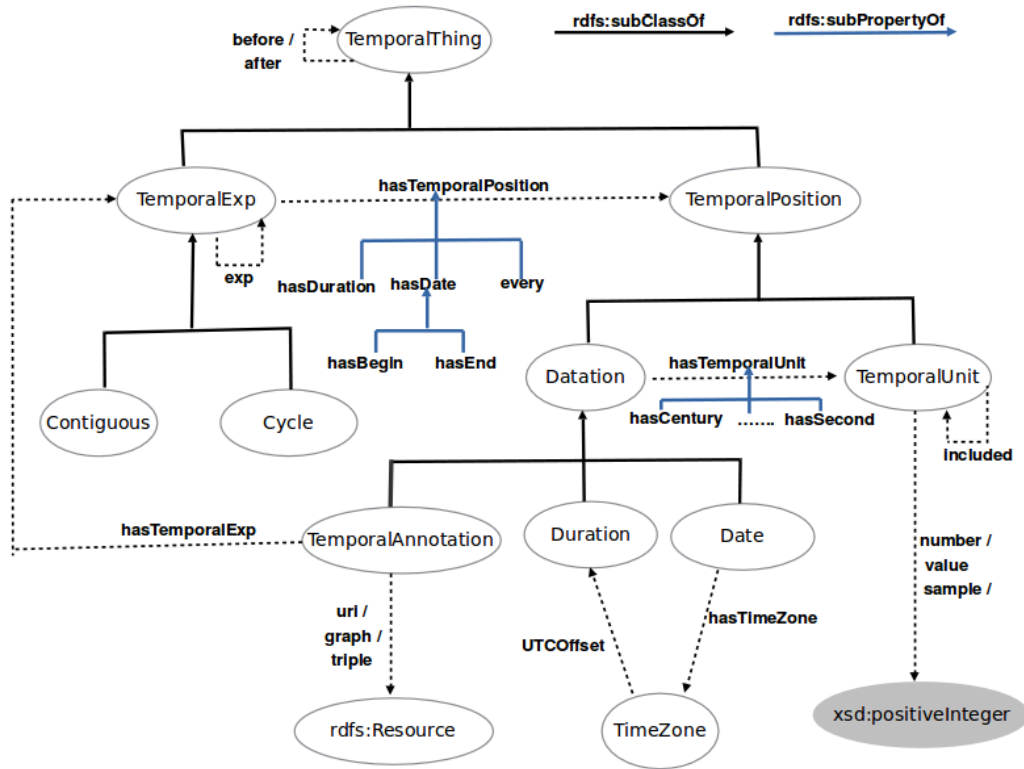 rdfs:subClassOf
rdfs:subPropertyOf
before /
after
TemporalThing
TemporalExp
hasTemporalPosition
TemporalPosition
exp
hasDuration
hasDate
every
hasBegin
hasEnd
Datation
hasTemporalUnit
TemporalUnit
hasCentury
.......
hasSecond
included
Contiguous
Cycle
hasTemporalExp
TemporalAnnotation
Duration
Date
number /
value
sample /
uri /
graph /
triple
UTCOffset
hasTimeZone
rdfs:Resource
TimeZone
xsd:positiveInteger